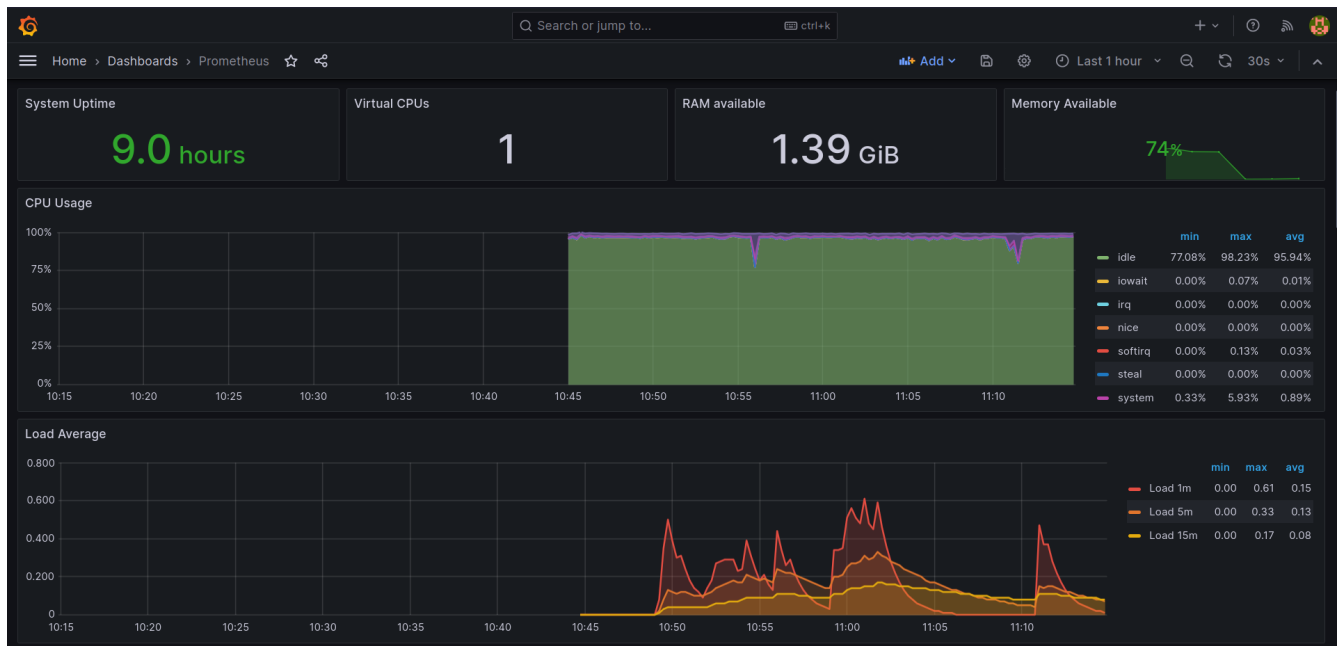 Search or jump to... ctrl+k
Home › Dashboards › Prometheus Add Last 1 hour 30s
System Uptime
9.0 hours
Virtual CPUs
1
RAM available
1.39 GiB
Memory Available
74%
CPU Usage
100%
75%
50%
25%
0%
10:15 10:20 10:25 10:30 10:35 10:40 10:45 10:50 10:55 11:00 11:05 11:10
min max avg
idle 77.08% 98.23% 95.94%
iowait 0.00% 0.07% 0.01%
irq 0.00% 0.00% 0.00%
nice 0.00% 0.00% 0.00%
softirq 0.00% 0.13% 0.03%
steal 0.00% 0.00% 0.00%
system 0.33% 5.93% 0.89%
Load Average
0.800
0.600
0.400
0.200
0
10:15 10:20 10:25 10:30 10:35 10:40 10:45 10:50 10:55 11:00 11:05 11:10
min max avg
Load 1m 0.00 0.61 0.15
Load 5m 0.00 0.33 0.13
Load 15m 0.00 0.17 0.08